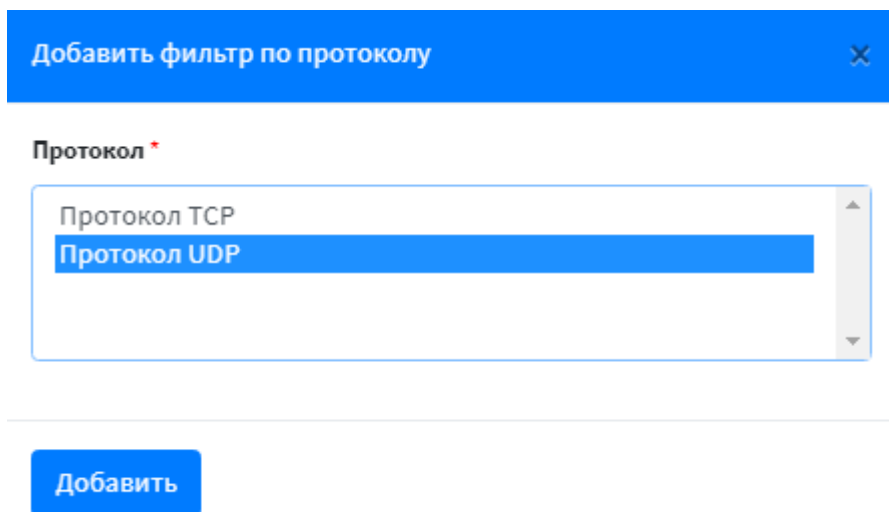 Добавить фильтр по протоколу
Протокол *
Протокол TCP
Протокол UDP
Добавить